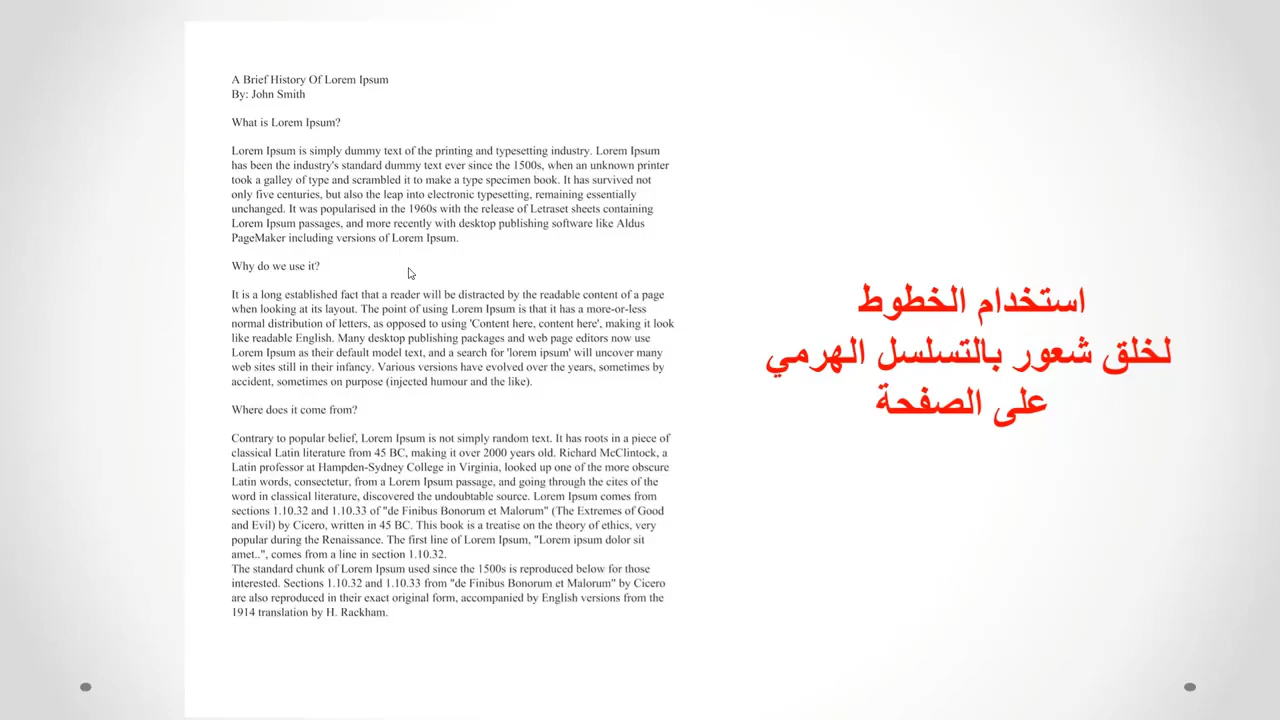 A Brief History Of Lorem Ipsum
By: John Smith
What is Lorem Ipsum?
Lorem Ipsum is simply dummy text of the printing and typesetting industry. Lorem Ipsum
has been the industry's standard dummy text ever since the 1500s, when an unknown printer
took a galley of type and scrambled it to make a type specimen book. It has survived not
only five centuries, but also the leap into electronic typesetting, remaining essentially
unchanged. It was popularised in the 1960s with the release of Letraset sheets containing
Lorem Ipsum passages, and more recently with desktop publishing software like Aldus
PageMaker including versions of Lorem Ipsum.
Why do we use it?
It is a long established fact that a reader will be distracted by the readable content of a page
when looking at its layout. The point of using Lorem Ipsum is that it has a more-or-less
normal distribution of letters, as opposed to using 'Content here, content here', making it look
like readable English. Many desktop publishing packages and web page editors now use
Lorem Ipsum as their default model text, and a search for 'lorem ipsum' will uncover many
web sites still in their infancy. Various versions have evolved over the years, sometimes by
accident, sometimes on purpose (injected humour and the like).
Where does it come from?
Contrary to popular belief, Lorem Ipsum is not simply random text. It has roots in a piece of
classical Latin literature from 45 BC, making it over 2000 years old. Richard McClintock, a
Latin professor at Hampden-Sydney College in Virginia, looked up one of the more obscure
Latin words, consectetur, from a Lorem Ipsum passage, and going through the cites of the
word in classical literature, discovered the undoubtable source. Lorem Ipsum comes from
sections 1.10.32 and 1.10.33 of "de Finibus Bonorum et Malorum" (The Extremes of Good
and Evil) by Cicero, written in 45 BC. This book is a treatise on the theory of ethics, very
popular during the Renaissance. The first line of Lorem Ipsum, "Lorem ipsum dolor sit
amet..", comes from a line in section 1.10.32.
The standard chunk of Lorem Ipsum used since the 1500s is reproduced below for those
interested. Sections 1.10.32 and 1.10.33 from "de Finibus Bonorum et Malorum" by Cicero
are also reproduced in their exact original form, accompanied by English versions from the
1914 translation by H. Rackham.
استخدام الخطوط
لخلق شعور بالتسلسل الهرمي
على الصفحة